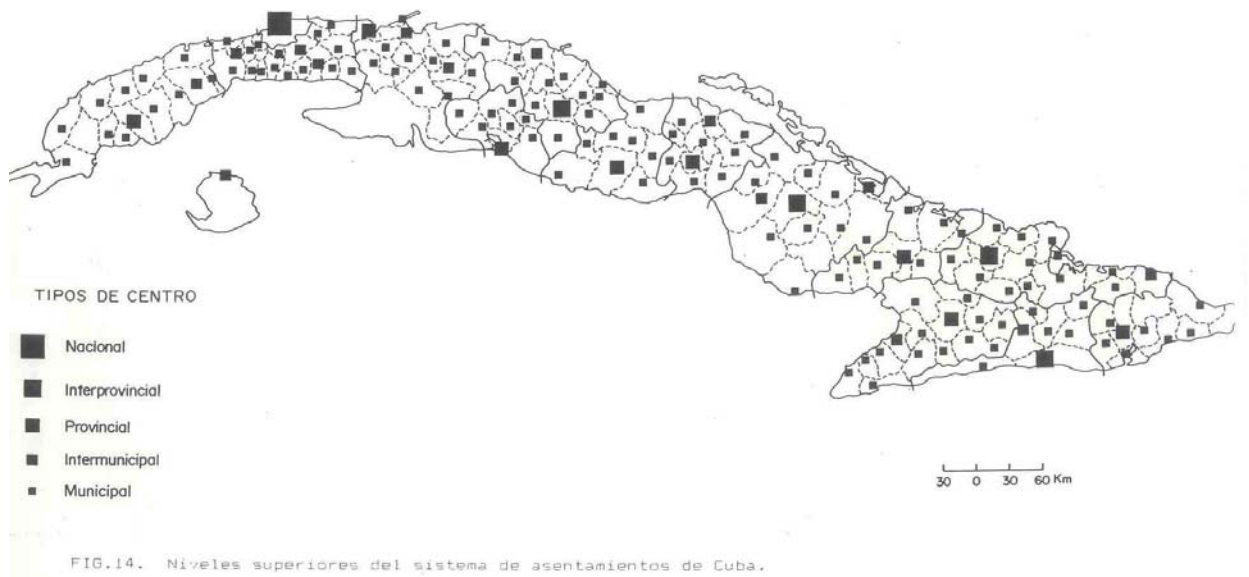 TIPOS DE CENTRO
Nacional
Interprovincial
Provincial
Intermunicipal
Municipal
30 0 30 60 Km
FIG.14. Niveles superiores del sistema de asentamientos de Cuba.